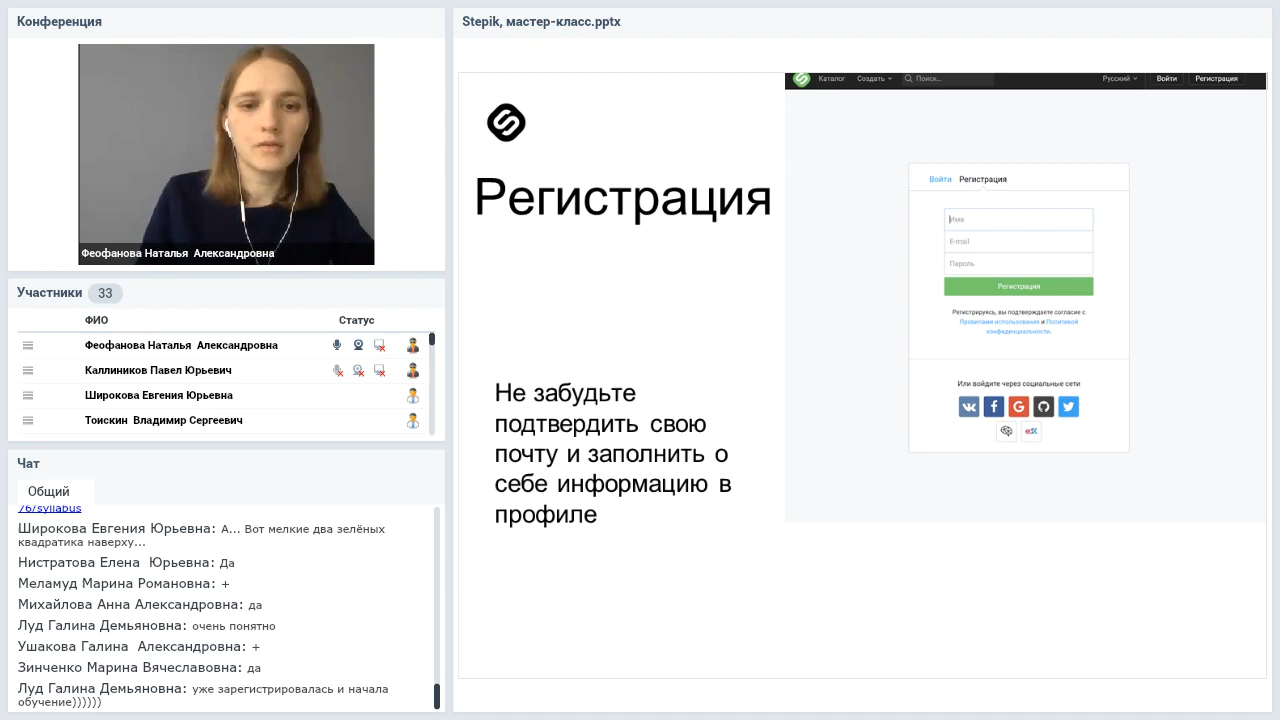 Конференция
Феофанова Наталья Александровна
Участники 33
ФИО Статус
Феофанова Наталья Александровна
Каллиников Павел Юрьевич
Широкова Евгения Юрьевна
Тоискин Владимир Сергеевич
Чат
Общий
76/syllabus
Широкова Евгения Юрьевна: А... Вот мелкие два зелёных
квадратика наверху...
Нистратова Елена Юрьевна: Да
Меламуд Марина Романовна: +
Михайлова Анна Александровна: да
Луд Галина Демьяновна: очень понятно
Ушакова Галина Александровна: +
Зинченко Марина Вячеславовна: да
Луд Галина Демьяновна: уже зарегистрировалась и начала
обучение))))))
Stepik, мастер-класс.pptx
Регистрация
Не забудьте
подтвердить свою
почту и заполнить о
себе информацию в
профиле
Каталог Создать Поиск... Русский Войти Регистрация
Войти Регистрация
Имя
E-mail
Пароль
Регистрация
Регистрируясь, вы подтверждаете согласие с
Правилами использования и Политикой
конфиденциальности.
Или войдите через социальные сети
edX